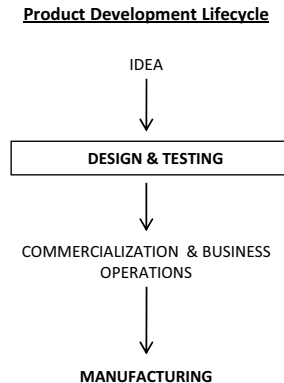 Product Development Lifecycle
IDEA
DESIGN & TESTING
COMMERCIALIZATION & BUSINESS
OPERATIONS
MANUFACTURING